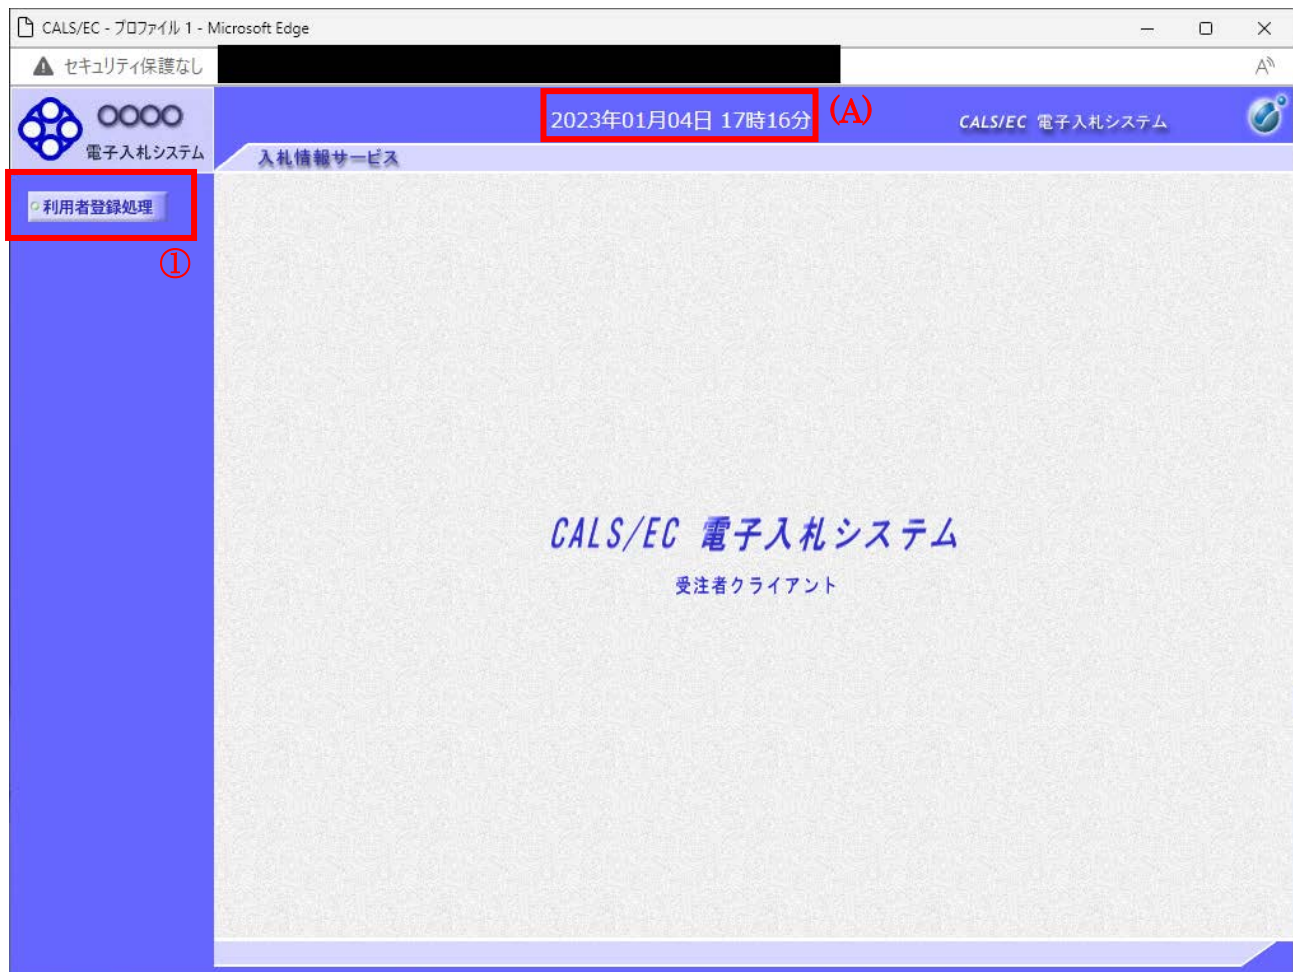 CALS/EC - プロファイル 1 - Microsoft Edge
セキュリティ保護なし
A
○○○○
電子入札システム
2023年01月04日 17時16分
(A)
CALS/EC 電子入札システム
入札情報サービス
利用者登録処理
①
CALS/EC 電子入札システム
受注者クライアント